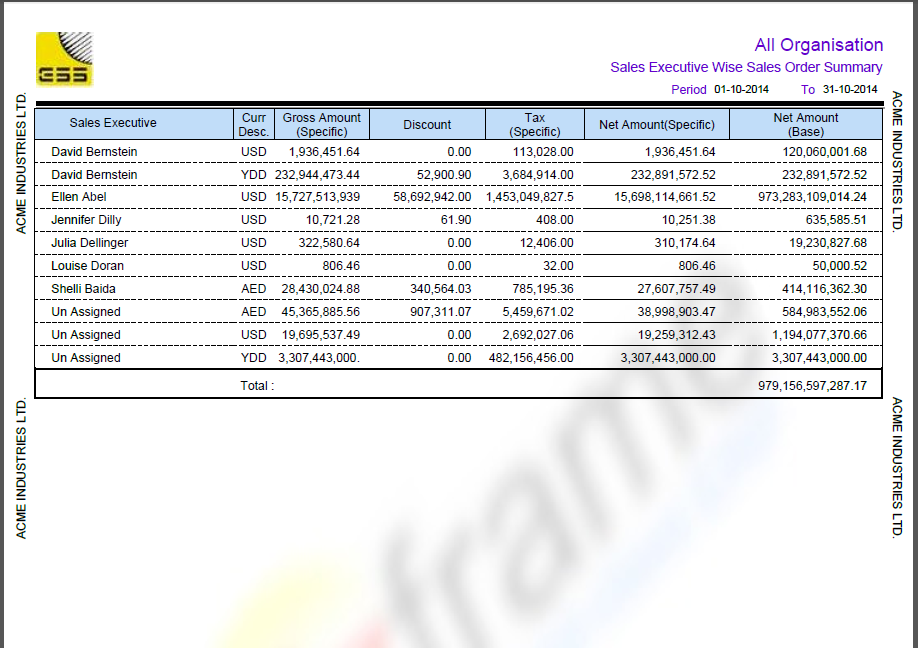 ESS
All Organisation
Sales Executive Wise Sales Order Summary
Period 01-10-2014 To 31-10-2014
ACME INDUSTRIES LTD.
ACME INDUSTRIES LTD.
Sales Executive Curr Desc. Gross Amount (Specific) Discount Tax (Specific) Net Amount(Specific) Net Amount (Base)
David Bernstein USD 1,936,451.64 0.00 113,028.00 1,936,451.64 120,060,001.68
David Bernstein YDD 232,944,473.44 52,900.90 3,684,914.00 232,891,572.52 232,891,572.52
Ellen Abel USD 15,727,513,939 58,692,942.00 1,453,049,827.5 15,698,114,661.52 973,283,109,014.24
Jennifer Dilly USD 10,721.28 61.90 408.00 10,251.38 635,585.51
Julia Dellinger USD 322,580.64 0.00 12,406.00 310,174.64 19,230,827.68
Louise Doran USD 806.46 0.00 32.00 806.46 50,000.52
Shelli Baida AED 28,430,024.88 340,564.03 785,195.36 27,607,757.49 414,116,362.30
Un Assigned AED 45,365,885.56 907,311.07 5,459,671.02 38,998,903.47 584,983,552.06
Un Assigned USD 19,695,537.49 0.00 2,692,027.06 19,259,312.43 1,194,077,370.66
Un Assigned YDD 3,307,443,000. 0.00 482,156,456.00 3,307,443,000.00 3,307,443,000.00
Total : 979,156,597,287.17
ACME INDUSTRIES LTD.
ACME INDUSTRIES LTD.
frame